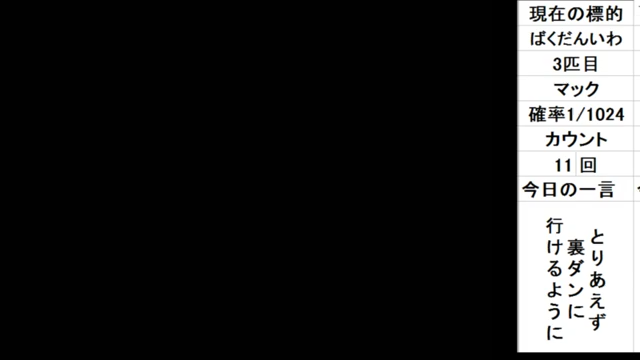 現在の標的
ばくだんいわ
3匹目
マック
確率1/1024
カウント
11回
今日の一言
とりあえず
裏ダンに
行けるように